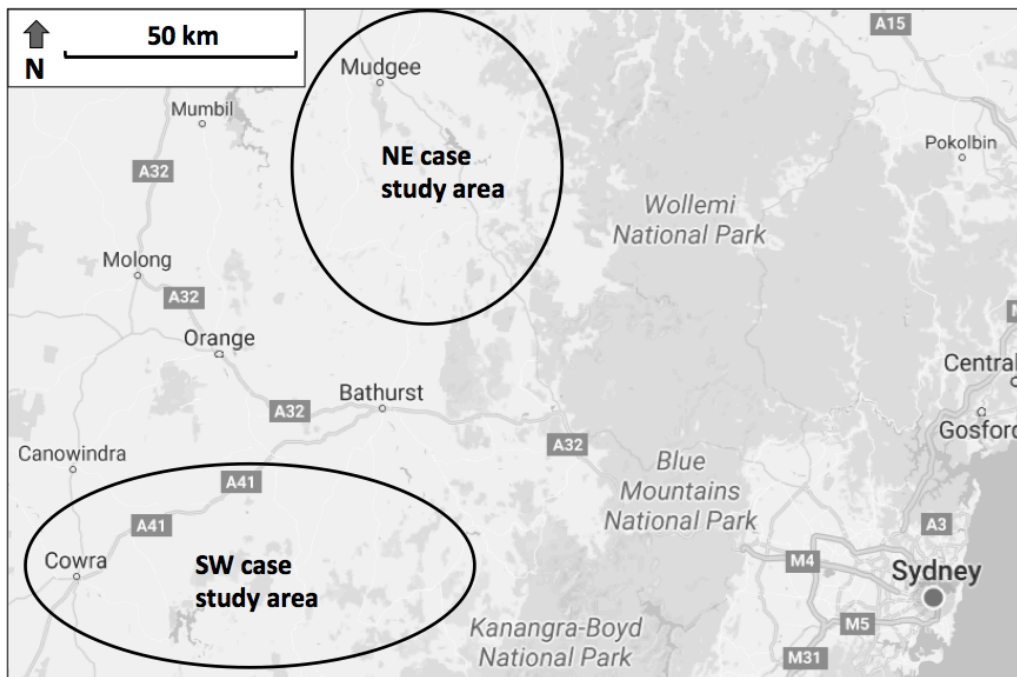 50 km
N
A15
Mudgee
Mumbil
NE case
study area
Pokolbin
A32
Wollemi
National Park
Molong
A32
Orange
Central
Bathurst
A32
A32
Gosford
Canowindra
Blue
Mountains
National Park
A41
A41
A3
Cowra
SW case
study area
M4
Sydney
Kanangra-Boyd
National Park
M5
M31